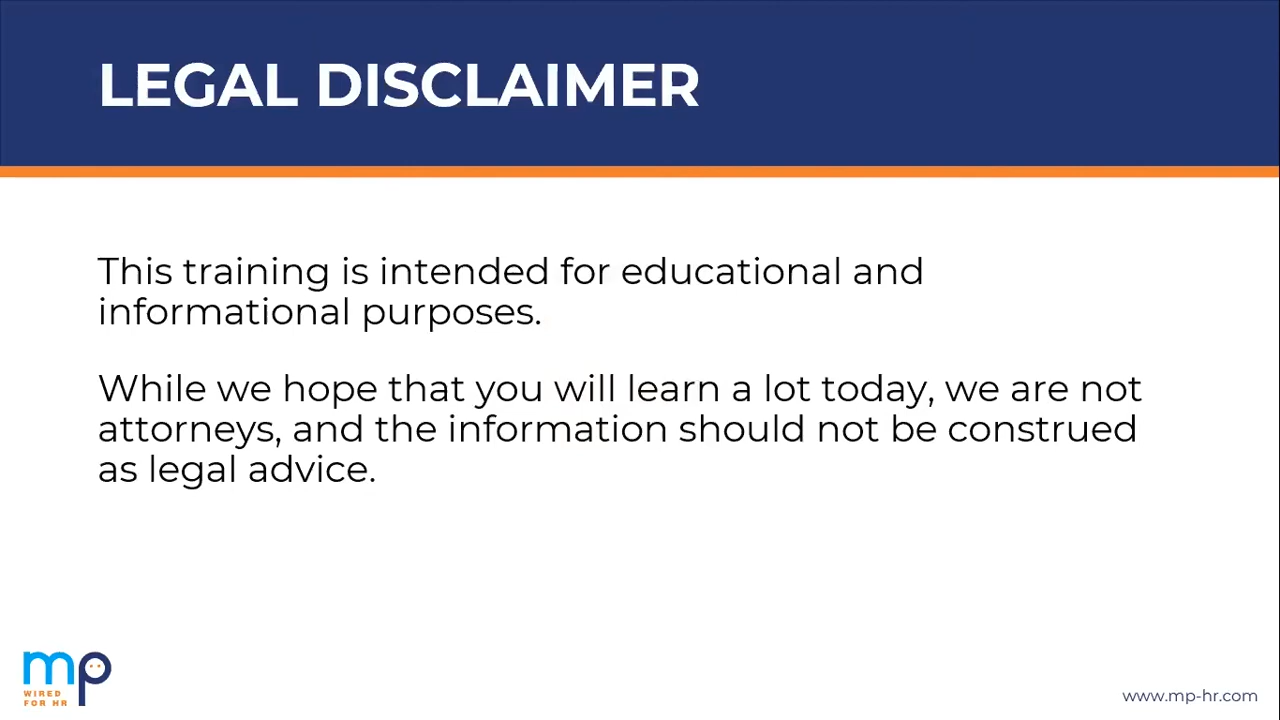 LEGAL DISCLAIMER
This training is intended for educational and
informational purposes.
While we hope that you will learn a lot today, we are not
attorneys, and the information should not be construed
as legal advice.
mp
WIRED
FOR HR
www.mp-hr.com